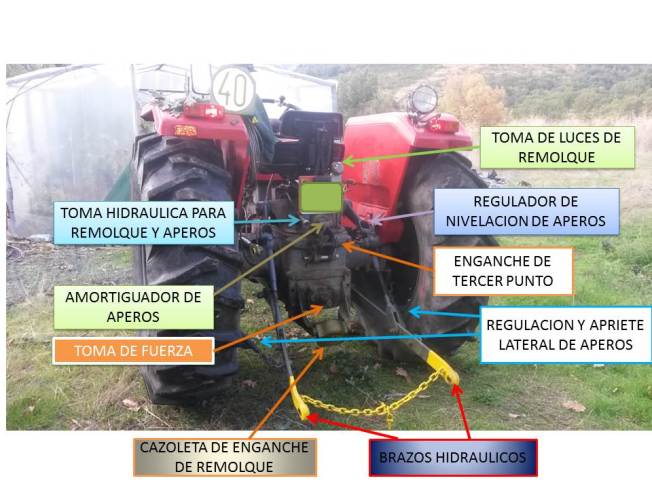 40
TOMA DE LUCES DE
REMOLQUE
TOMA HIDRAULICA PARA
REMOLQUE Y APEROS
REGULADOR DE
NIVELACION DE APEROS
ENGANCHE DE
TERCER PUNTO
AMORTIGUADOR DE
APEROS
REGULACION Y APRIETE
LATERAL DE APEROS
TOMA DE FUERZA
CAZOLETA DE ENGANCHE
DE REMOLQUE
BRAZOS HIDRAULICOS